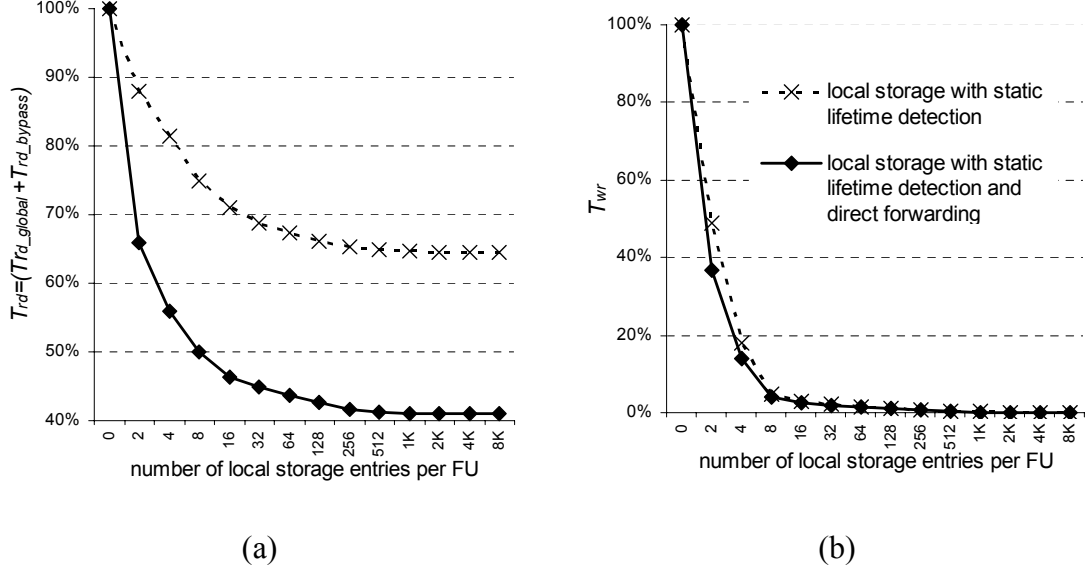 100%
90%
80%
70%
60%
50%
40%
Trd=(Trd_global+Trd_bypass)
0
2
4
8
16
32
64
128
256
512
1K
2K
4K
8K
number of local storage entries per FU
(a)
100%
80%
60%
40%
20%
0%
Twr
local storage with static
lifetime detection
local storage with static
lifetime detection and
direct forwarding
0
2
4
8
16
32
64
128
256
512
1K
2K
4K
8K
number of local storage entries per FU
(b)